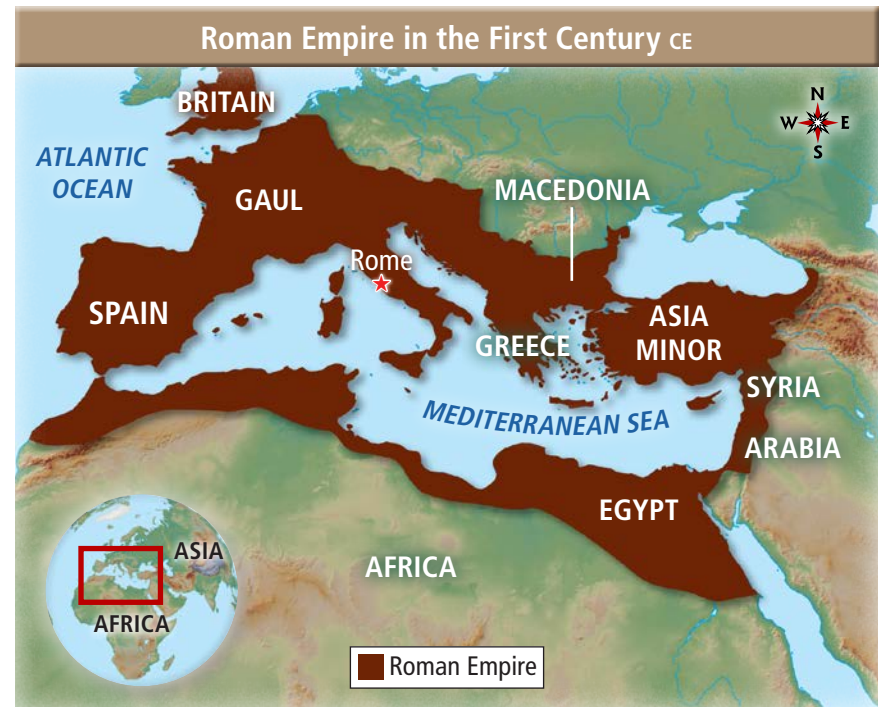 Roman Empire in the First Century CE
N
W E
S
BRITAIN
ATLANTIC
OCEAN
GAUL
MACEDONIA
Rome
SPAIN
GREECE
ASIA
MINOR
SYRIA
MEDITERRANEAN SEA
ARABIA
EGYPT
AFRICA
ASIA
AFRICA
Roman Empire